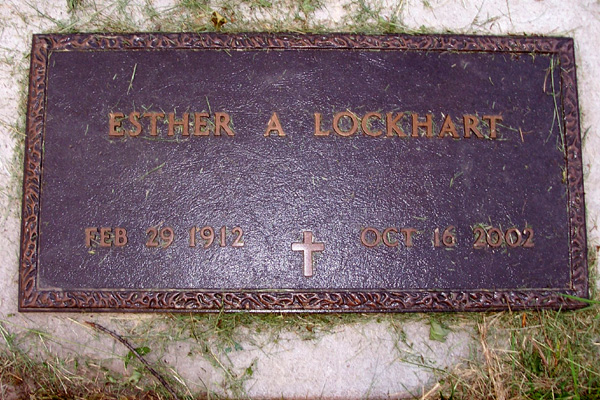 ESTHER A LOCKHART
FEB 29 1912 OCT 16 2002